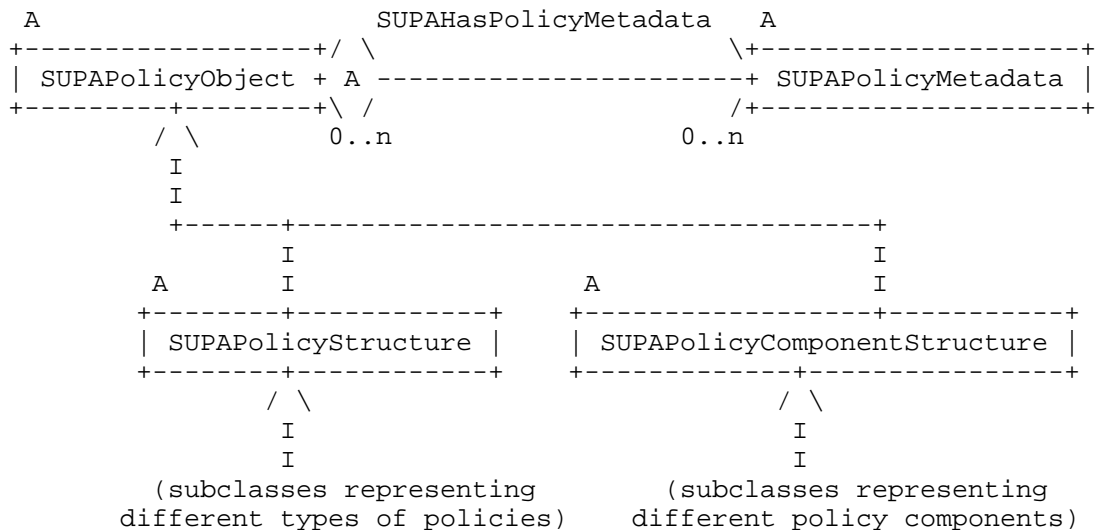 A                     SUPAHasPolicyMetadata   A
+------------------+/ \                      \+--------------------+
|  SUPAPolicyObject + A -----------------------+ SUPAPolicyMetadata |
+---------+--------+\ /                      /+--------------------+
         / \        0..n                 0..n
          I
          I
          +------+-----------------------------------+
                 I                                   I
         A       I                 A                 I
        +--------+------------+   +------------------+-----------+
        | SUPAPolicyStructure |   | SUPAPolicyComponentStructure |
        +--------+------------+   +-------------+----------------+
                / \                            / \
                 I                              I
                 I                              I
         (subclasses representing       (subclasses representing
       different types of policies)   different policy components)